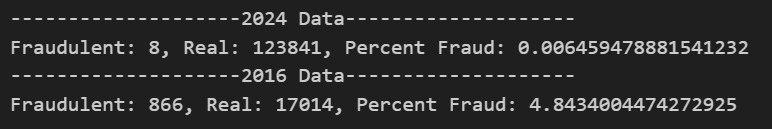 --------------------2024 Data--------------------
Fraudulent: 8, Real: 123841, Percent Fraud: 0.006459478881541232
--------------------2016 Data--------------------
Fraudulent: 866, Real: 17014, Percent Fraud: 4.8434004474272925